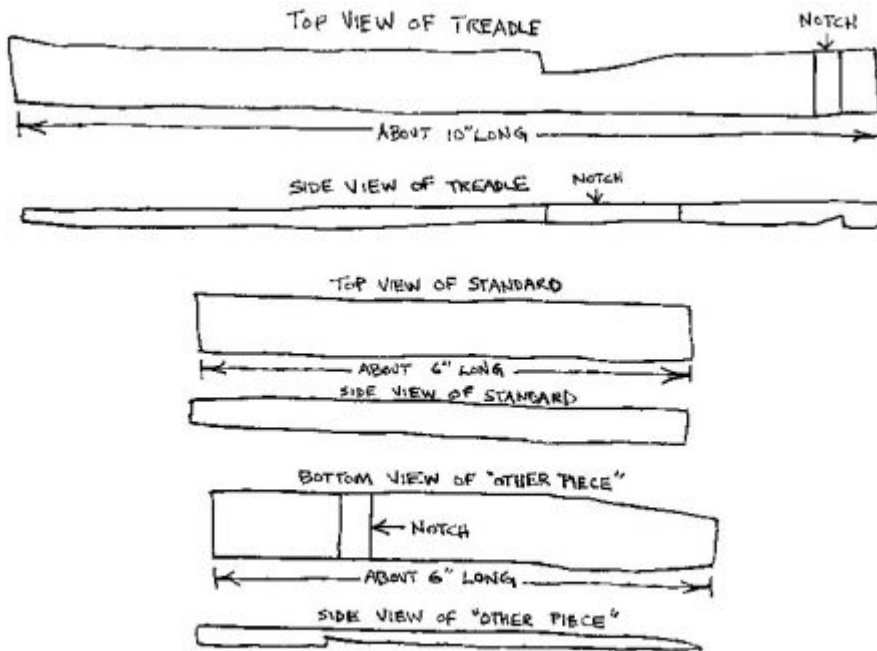 TOP VIEW OF TREADLE
NOTCH
ABOUT 10" LONG
SIDE VIEW OF TREADLE
NOTCH
TOP VIEW OF STANDARD
ABOUT 6" LONG
SIDE VIEW OF STANDARD
BOTTOM VIEW OF "OTHER PIECE"
NOTCH
ABOUT 6" LONG
SIDE VIEW OF "OTHER PIECE"